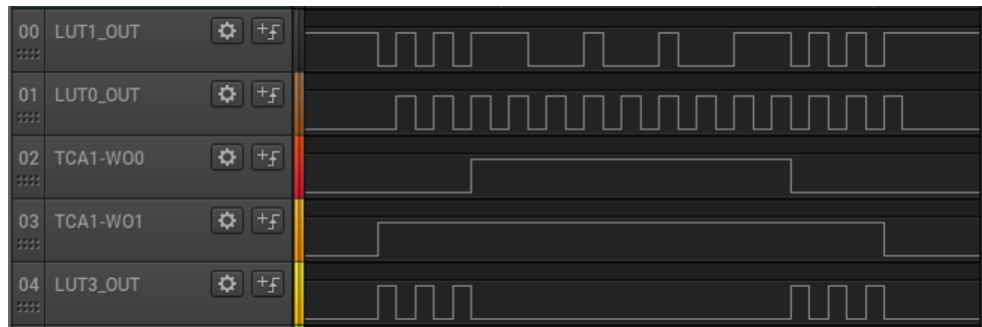 00 LUT1_OUT
01 LUT0_OUT
02 TCA1-WO0
03 TCA1-WO1
04 LUT3_OUT